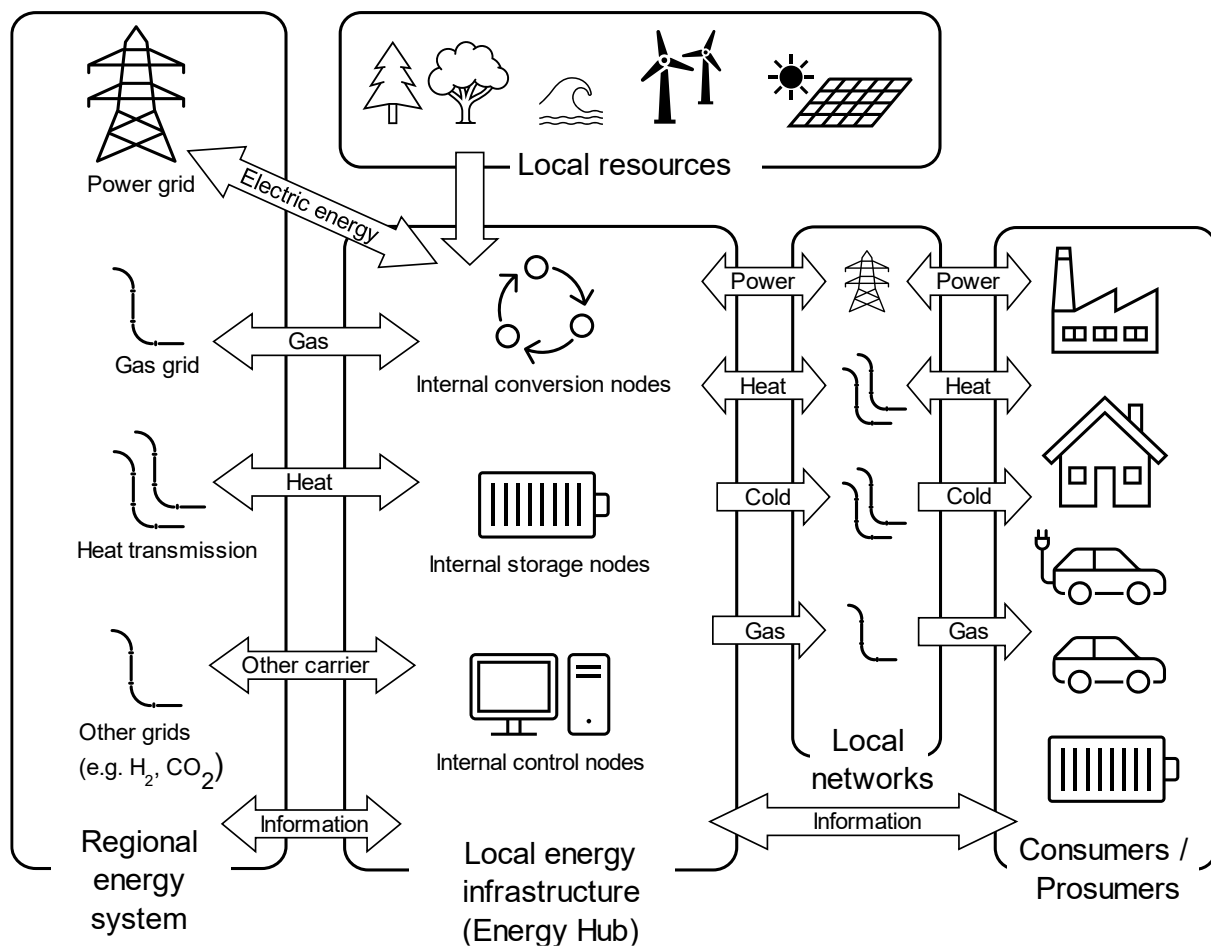 Local resources
Power grid
Electric energy
Gas grid
Gas
Heat transmission
Heat
Other grids
(e.g. H₂, CO₂)
Other carrier
Information
Regional
energy
system
Internal conversion nodes
Internal storage nodes
Internal control nodes
Local energy
infrastructure
(Energy Hub)
Power
Heat
Cold
Gas
Local
networks
Information
Power
Heat
Cold
Gas
Consumers /
Prosumers